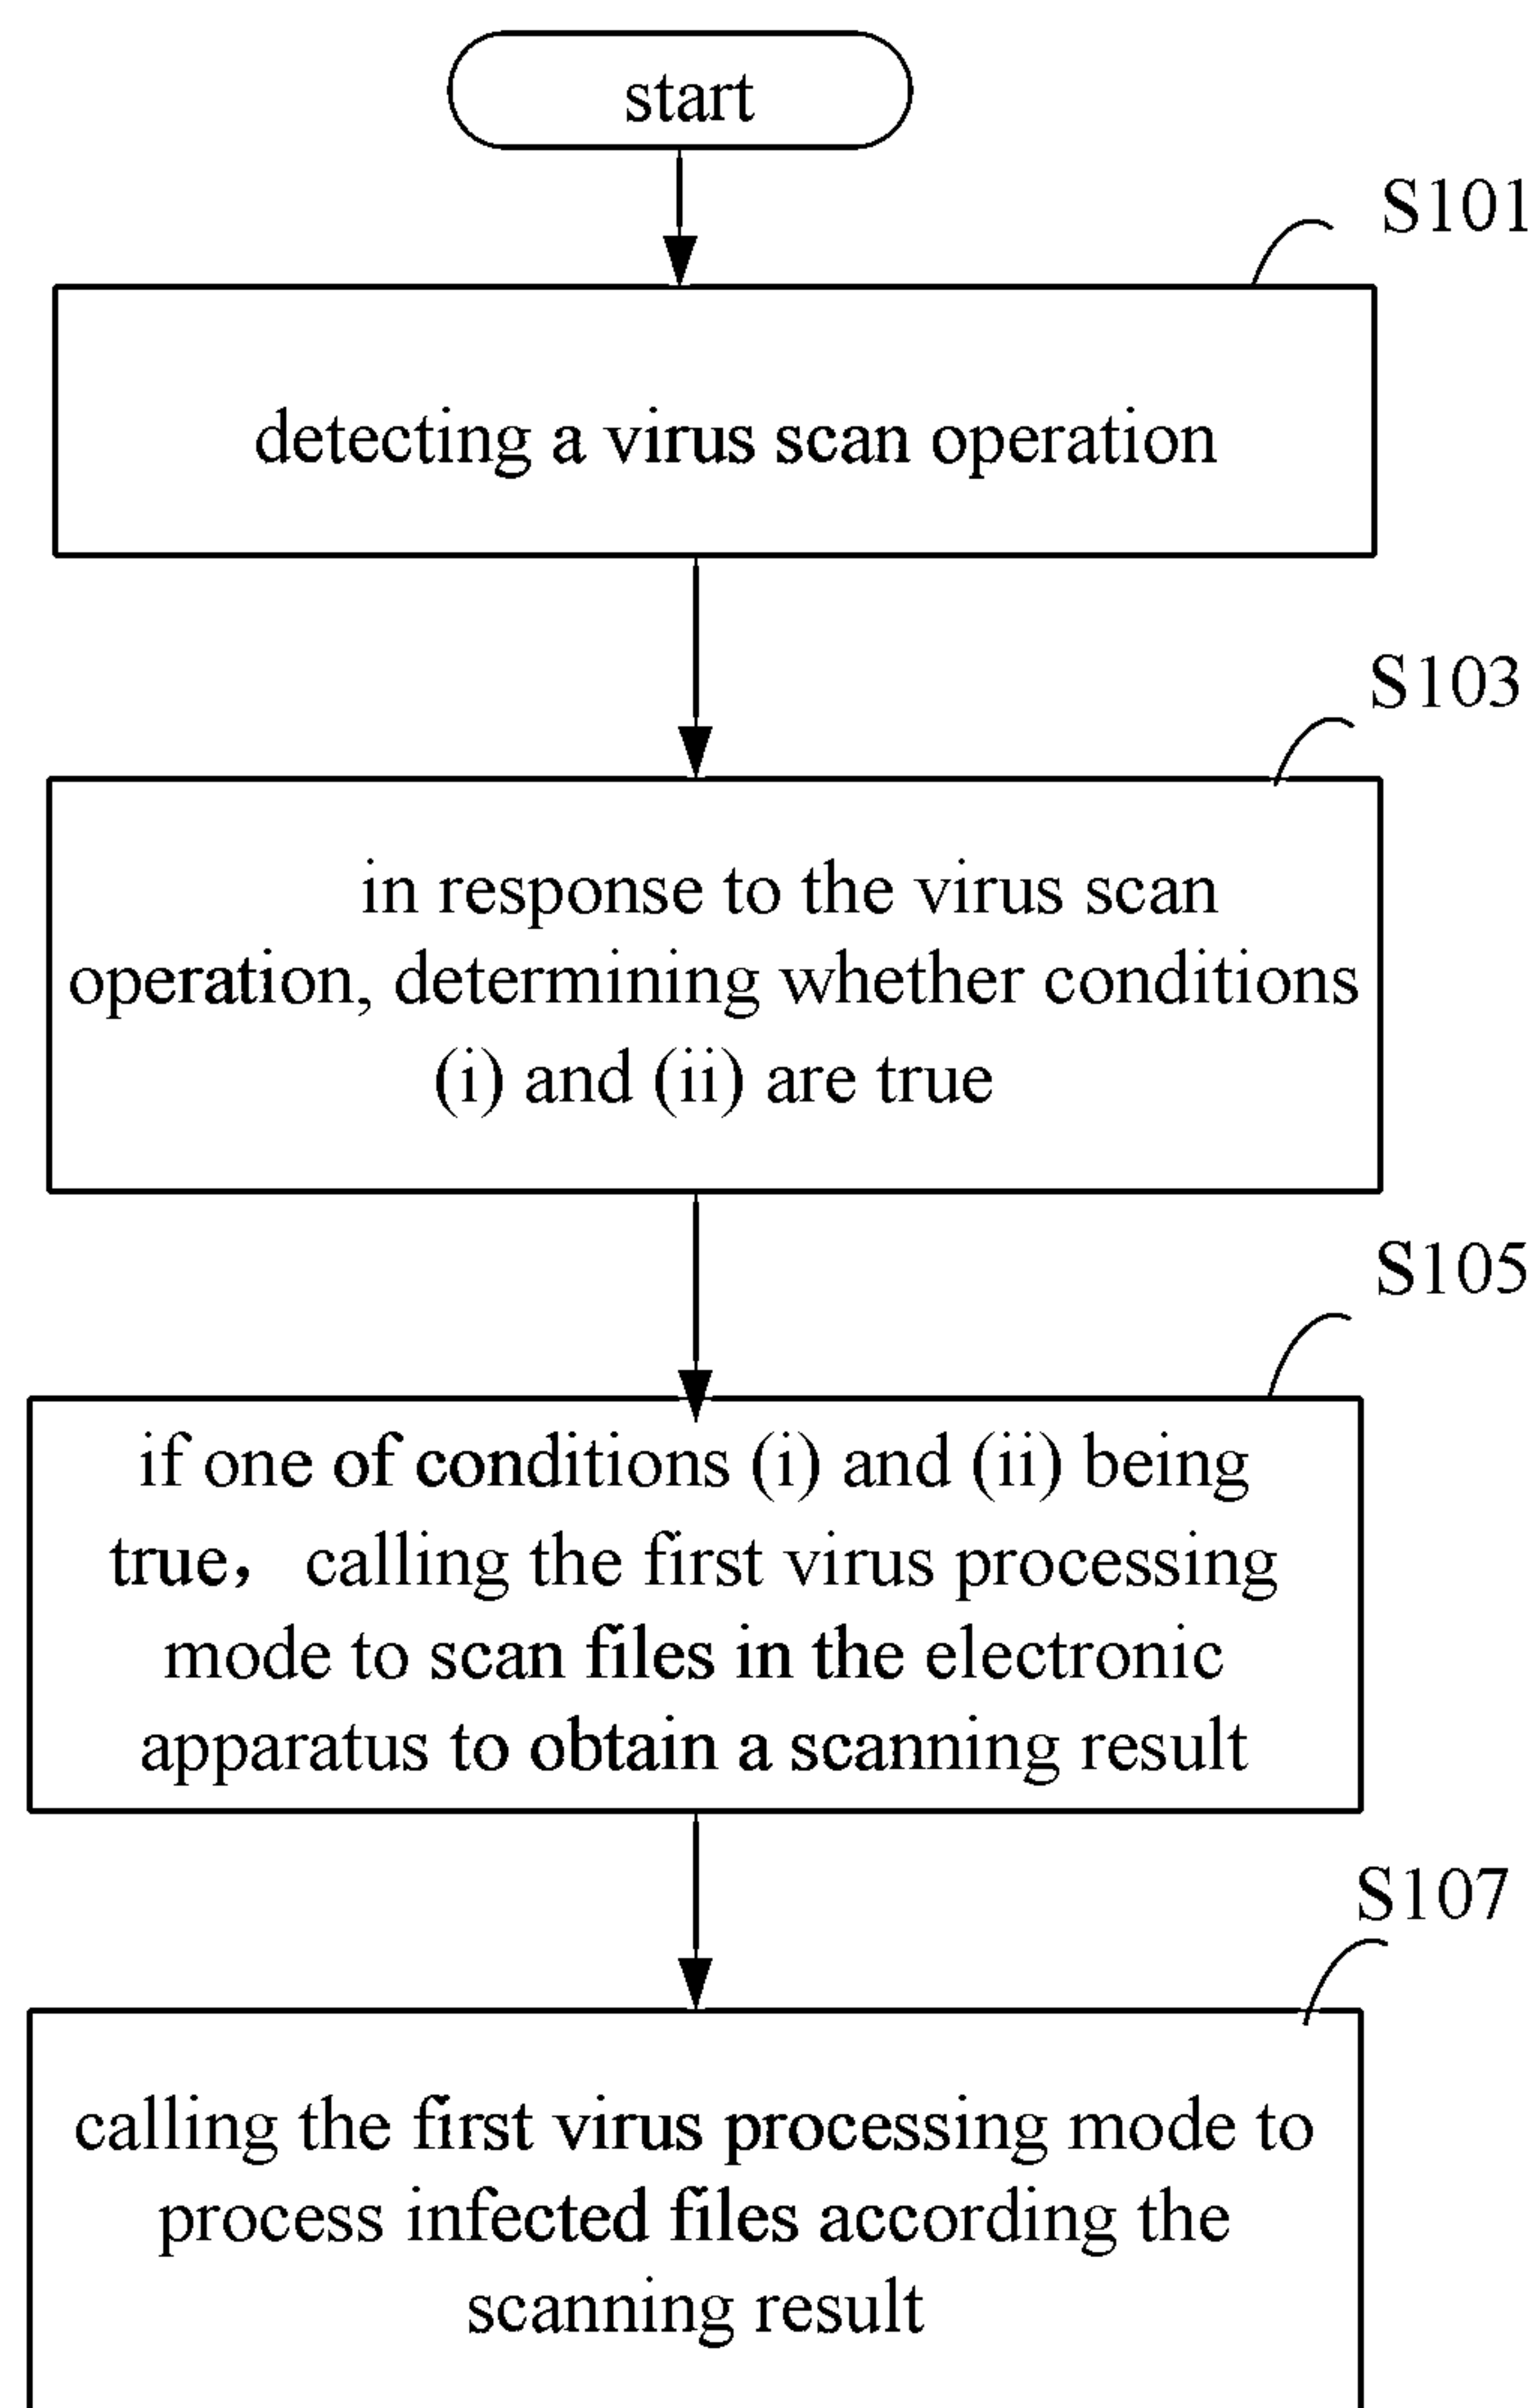 start
S101
detecting a virus scan operation
S103
in response to the virus scan
operation, determining whether conditions
(i) and (ii) are true
S105
if one of conditions (i) and (ii) being
true，calling the first virus processing
mode to scan files in the electronic
apparatus to obtain a scanning result
S107
calling the first virus processing mode to
process infected files according the
scanning result